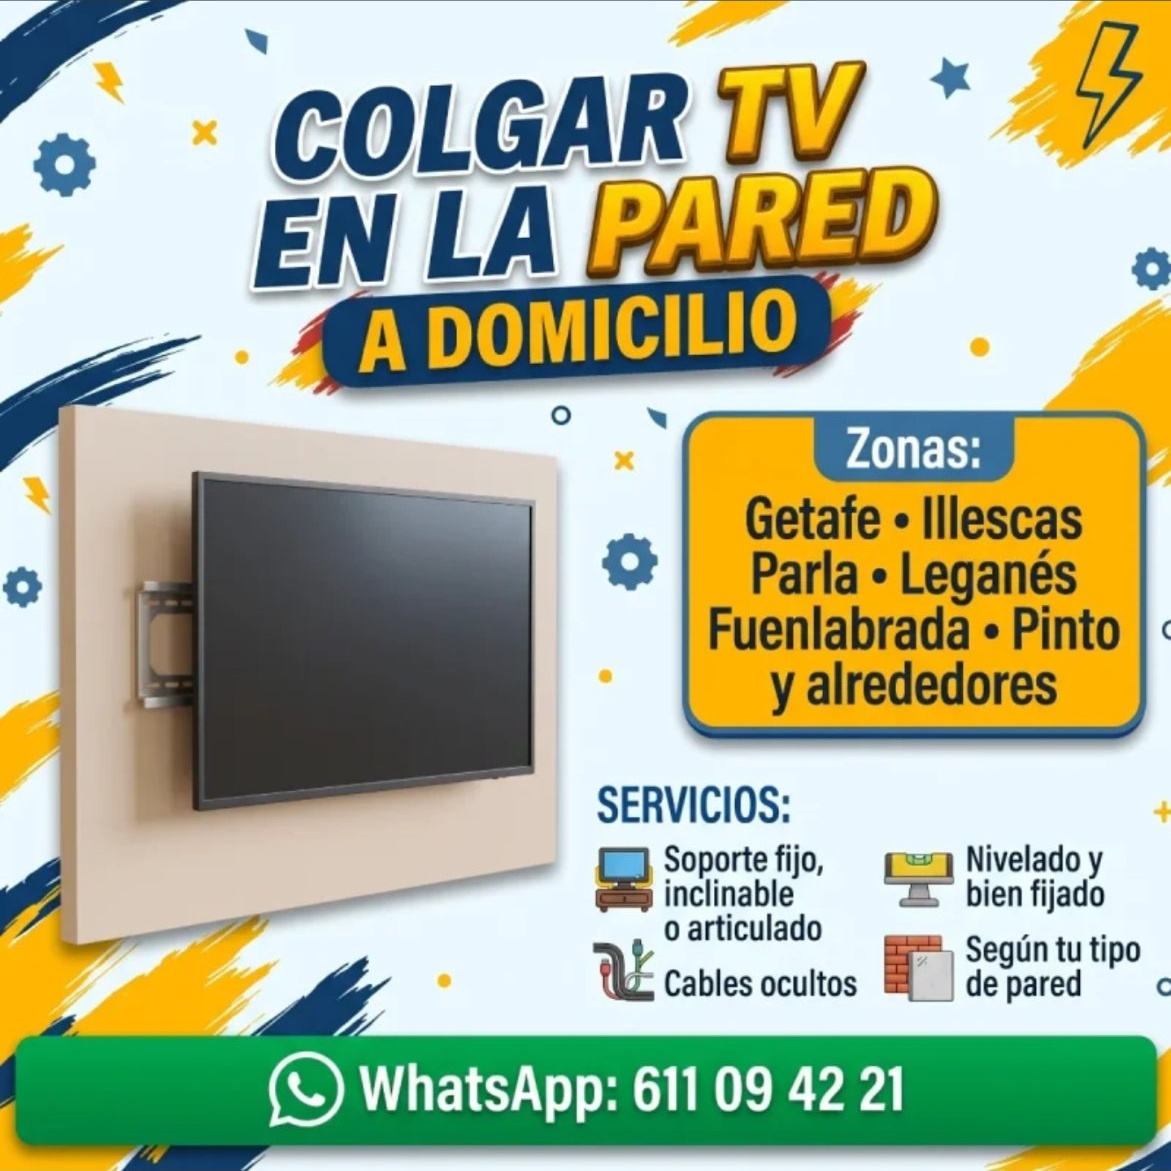 COLGAR TV
EN LA PARED
A DOMICILIO
Zonas:
Getafe • Illescas
Parla • Leganés
Fuenlabrada • Pinto
y alrededores
SERVICIOS:
Soporte fijo,
inclinable
o articulado
Cables ocultos
Nivelado y
bien fijado
Según tu tipo
de pared
WhatsApp: 611 09 42 21